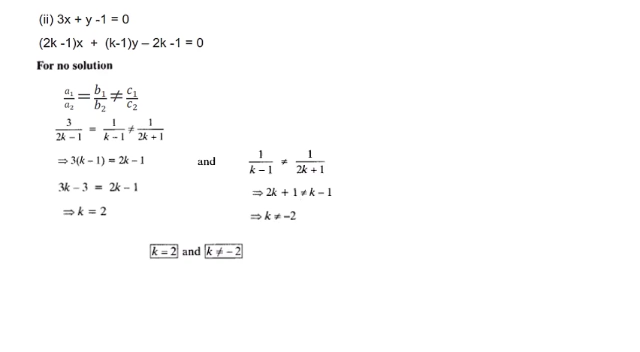 (ii) 3x + y -1 = 0
(2k -1)x + (k-1)y – 2k -1 = 0
For no solution
a₁/a₂ = b₁/b₂ ≠ c₁/c₂
3/(2k – 1) = 1/(k – 1) ≠ 1/(2k + 1)
⇒ 3(k – 1) = 2k – 1 and 1/(k – 1) ≠ 1/(2k + 1)
3k – 3 = 2k – 1 ⇒ 2k + 1 ≠ k – 1
⇒ k = 2 ⇒ k ≠ –2
k = 2 and k ≠ – 2